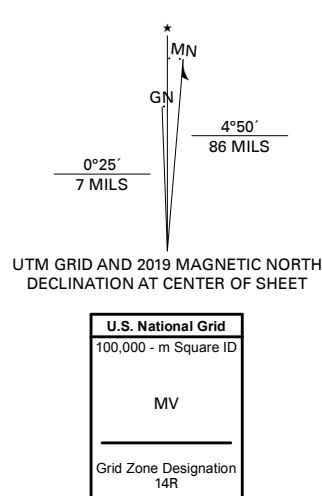 MN
GN
4°50´
86 MILS
0°25´
7 MILS
UTM GRID AND 2019 MAGNETIC NORTH
DECLINATION AT CENTER OF SHEET
U.S. National Grid
100,000 - m Square ID
MV
Grid Zone Designation
14R